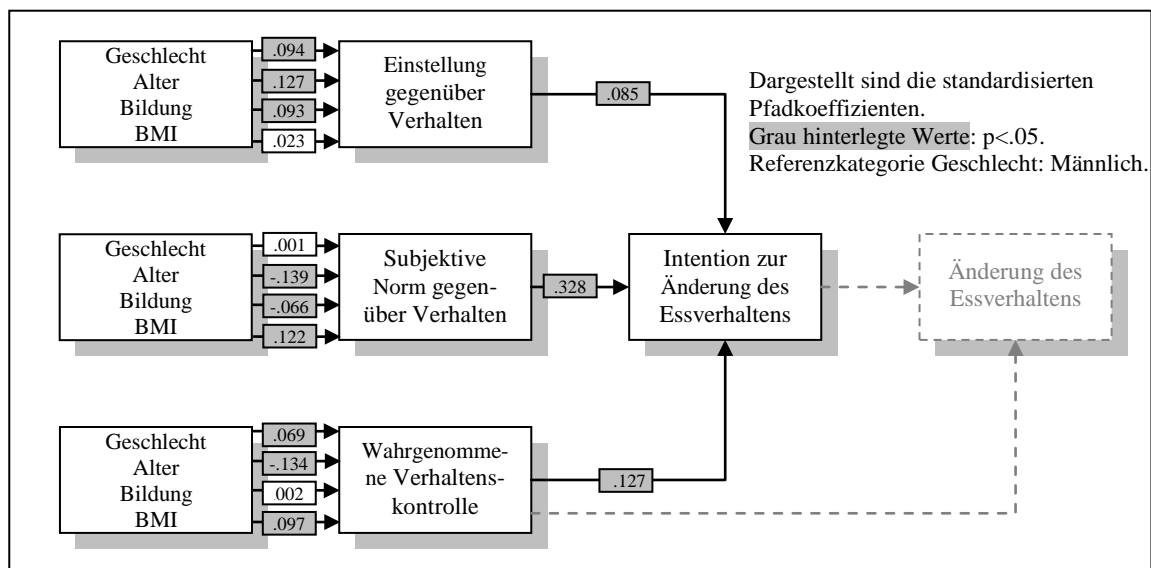 Geschlecht
Alter
Bildung
BMI
.094
.127
.093
.023
Einstellung
gegenüber
Verhalten
.085
Dargestellt sind die standardisierten
Pfadkoeffizienten.
Grau hinterlegte Werte: p<.05.
Referenzkategorie Geschlecht: Männlich.
Geschlecht
Alter
Bildung
BMI
.001
-.139
-.066
.122
Subjektive
Norm gegen-
über Verhalten
.328
Intention zur
Änderung des
Essverhaltens
Änderung des
Essverhaltens
Geschlecht
Alter
Bildung
BMI
.069
-.134
.002
.097
Wahrgenomme-
ne Verhaltens-
kontrolle
.127